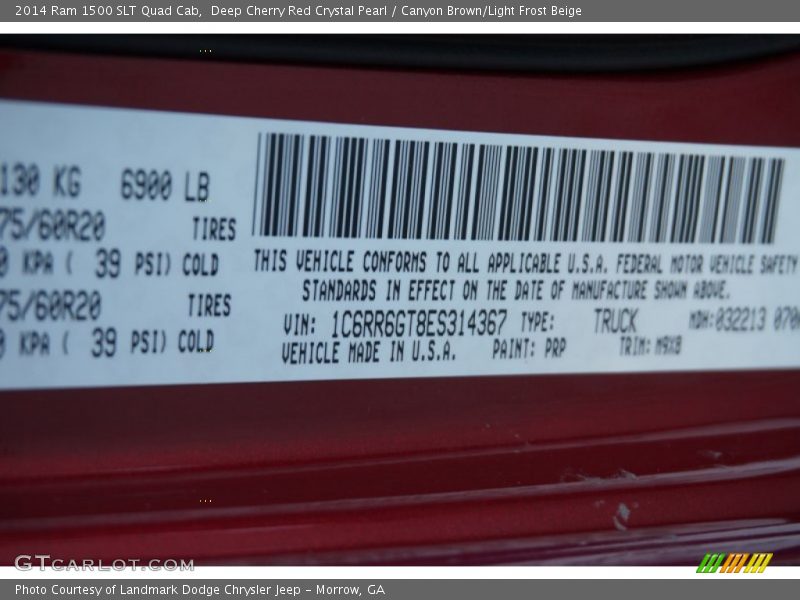 2014 Ram 1500 SLT Quad Cab, Deep Cherry Red Crystal Pearl / Canyon Brown/Light Frost Beige
130 KG 6900 LB
75/60R20 TIRES
KPA ( 39 PSI) COLD
75/60R20 TIRES
KPA ( 39 PSI) COLD
THIS VEHICLE CONFORMS TO ALL APPLICABLE U.S.A. FEDERAL MOTOR VEHICLE SAFETY
STANDARDS IN EFFECT ON THE DATE OF MANUFACTURE SHOWN ABOVE.
VIN: 1C6RR6GT8ES314367 TYPE: TRUCK MDH:032213 070
VEHICLE MADE IN U.S.A. PAINT: PRP TRIM: M9X8
GTCARLOT.COM
Photo Courtesy of Landmark Dodge Chrysler Jeep – Morrow, GA